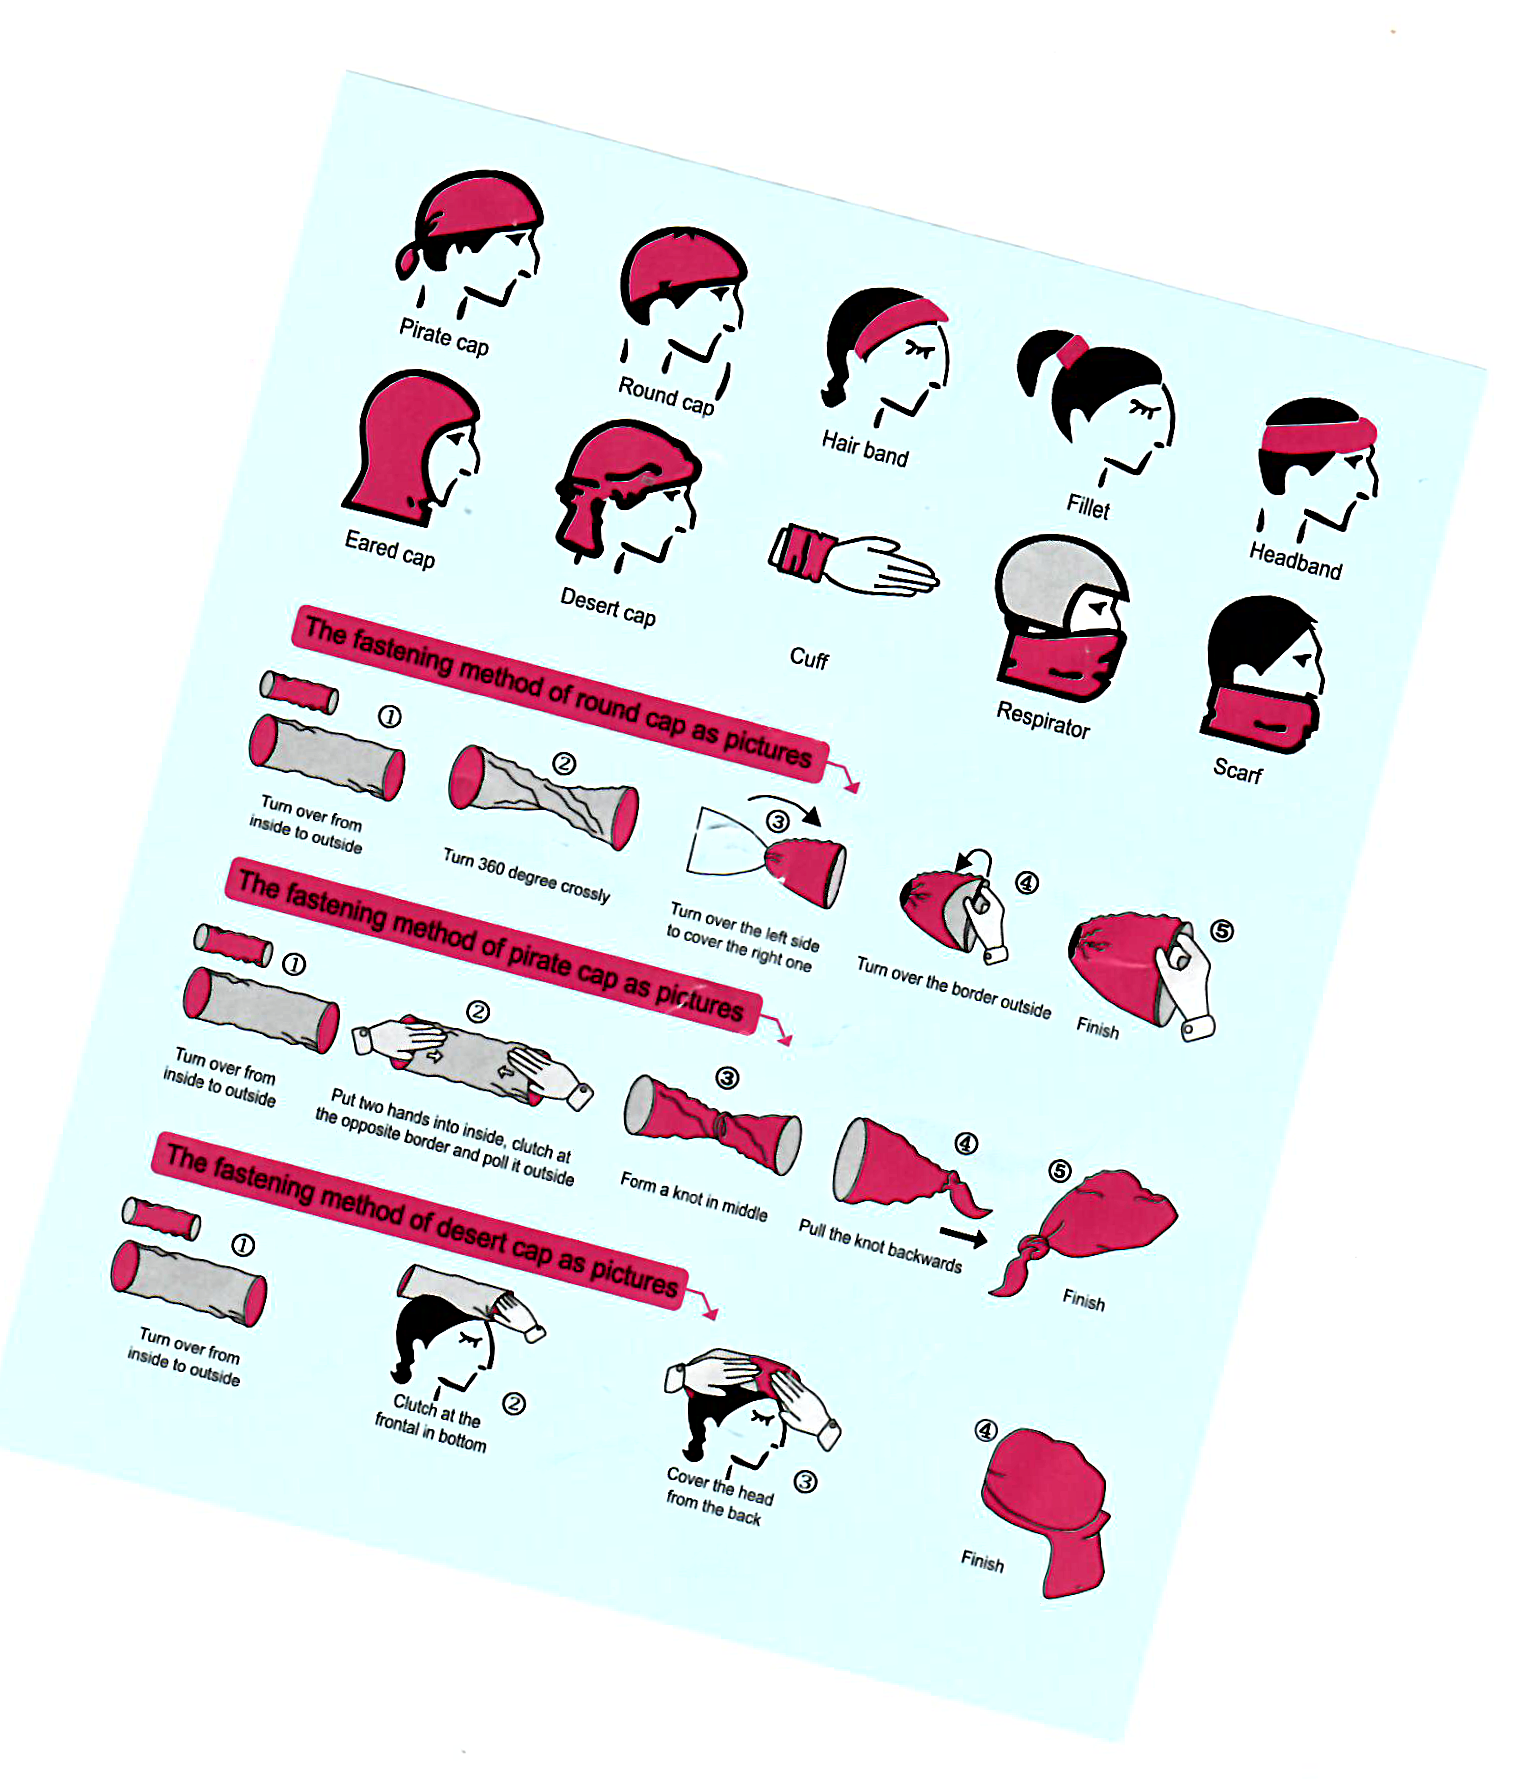 Pirate cap
Round cap
Hair band
Fillet
Headband
Eared cap
Desert cap
Cuff
Respirator
Scarf
The fastening method of round cap as pictures
①
Turn over from
inside to outside
②
Turn 360 degree crossly
③
Turn over the left side
to cover the right one
④
Turn over the border outside
⑤
Finish
The fastening method of pirate cap as pictures
①
Turn over from
inside to outside
②
Put two hands into inside, clutch at
the opposite border and poll it outside
③
Form a knot in middle
④
Pull the knot backwards
⑤
Finish
The fastening method of desert cap as pictures
①
Turn over from
inside to outside
②
Clutch at the
frontal in bottom
③
Cover the head
from the back
④
Finish